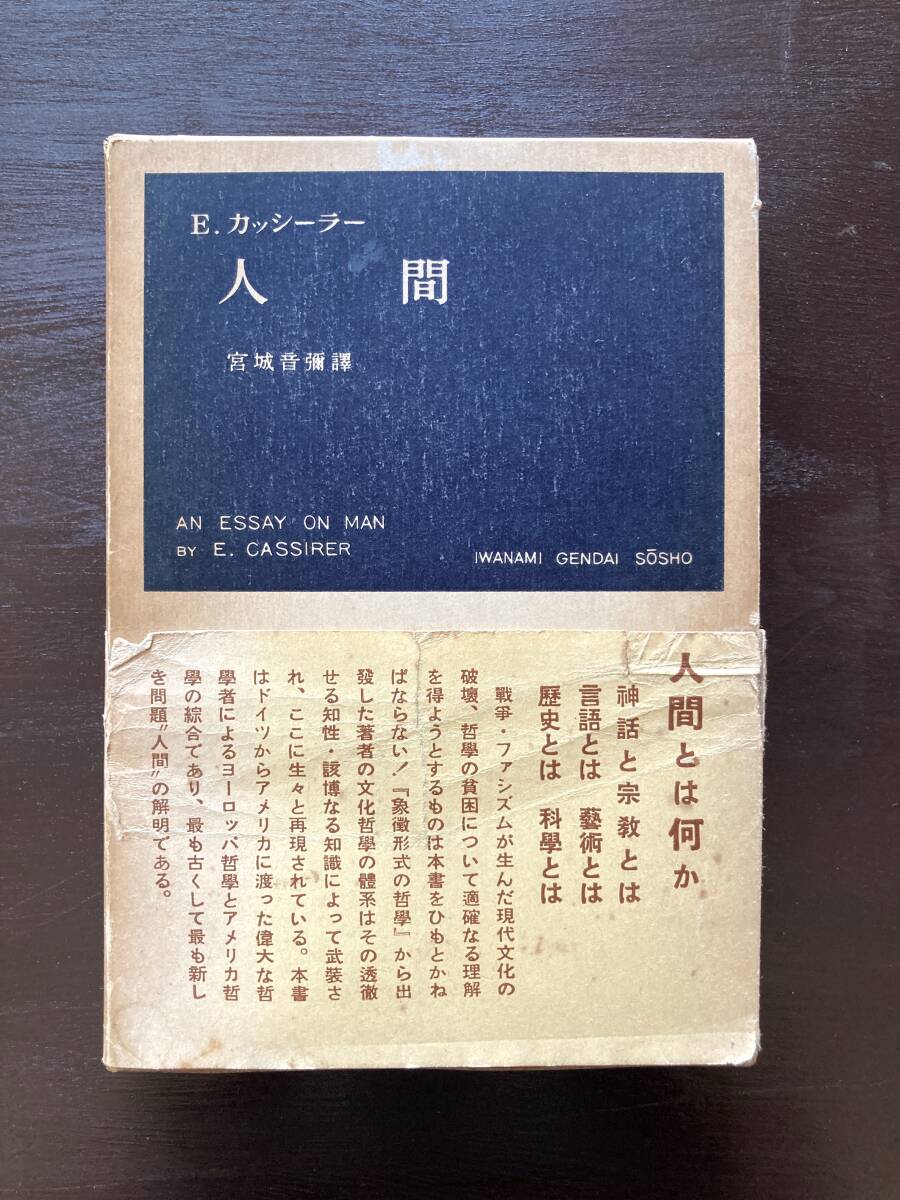 E. カッシーラー
人間
宮城音彌譯
AN ESSAY ON MAN
BY E. CASSIRER
IWANAMI GENDAI SŌSHO
人間とは何か
神話と宗教とは
言語とは 藝術とは
歷史とは 科學とは
戰爭・ファシズムが生んだ現代文化の
破壞、哲學の貧困について適確なる理解
を得ようとするものは本書をひもとかね
ばならない！『象徵形式の哲學』から出
發した著者の文化哲學の體系はその透徹
せる知性・該博なる知識によって武裝さ
れ、ここに生々と再現されている。本書
はドイツからアメリカに渡った偉大な哲
學者によるヨーロッパ哲學とアメリカ哲
學の綜合であり、最も古くして最も新し
き問題〝人間〟の解明である。